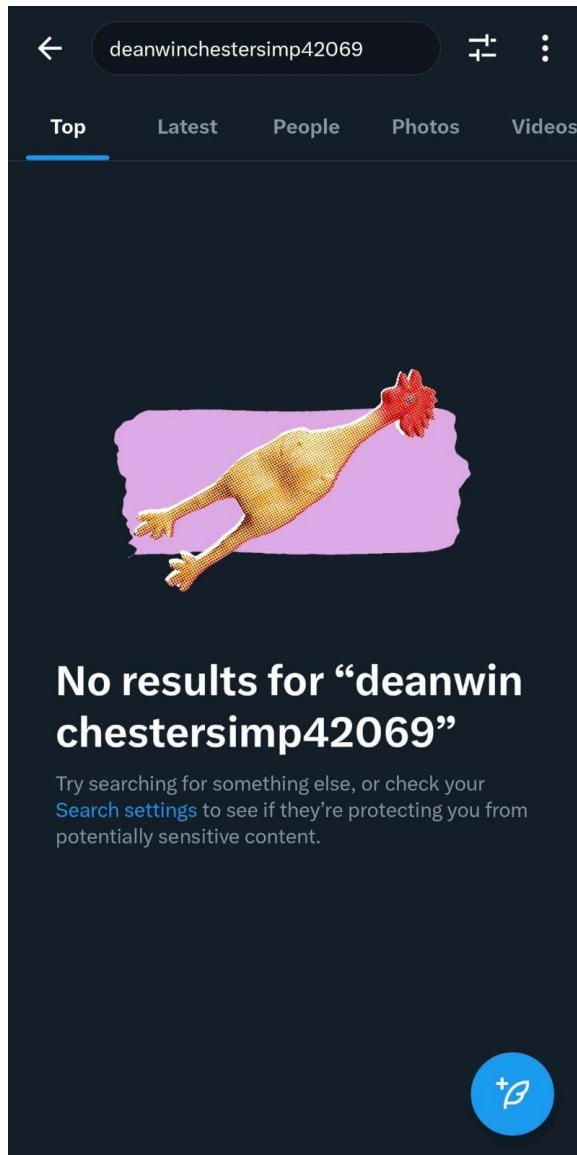 deanwinchestersimp42069
Top Latest People Photos Videos
No results for “deanwin
chestersimp42069”
Try searching for something else, or check your
Search settings to see if they’re protecting you from
potentially sensitive content.